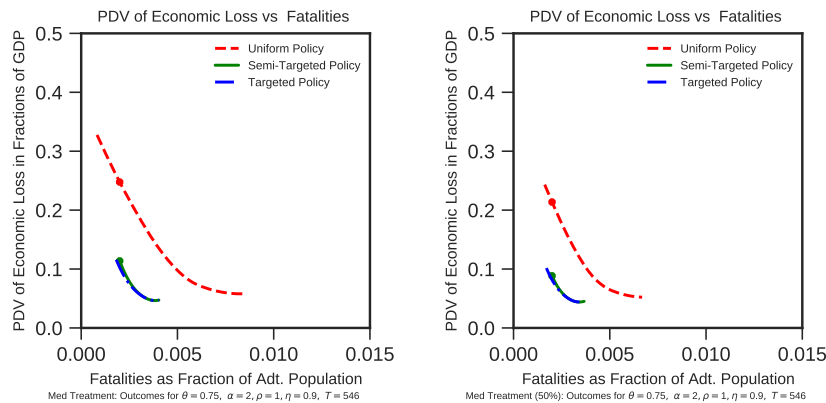 PDV of Economic Loss vs  Fatalities
PDV of Economic Loss in Fractions of GDP
0.5
0.4
0.3
0.2
0.1
0.0
Uniform Policy
Semi-Targeted Policy
Targeted Policy
0.000
0.005
0.010
0.015
Fatalities as Fraction of Adt. Population
Med Treatment: Outcomes for θ = 0.75, α = 2, ρ = 1, η = 0.9, T = 546
PDV of Economic Loss vs  Fatalities
PDV of Economic Loss in Fractions of GDP
0.5
0.4
0.3
0.2
0.1
0.0
Uniform Policy
Semi-Targeted Policy
Targeted Policy
0.000
0.005
0.010
0.015
Fatalities as Fraction of Adt. Population
Med Treatment (50%): Outcomes for θ = 0.75, α = 2, ρ = 1, η = 0.9, T = 546